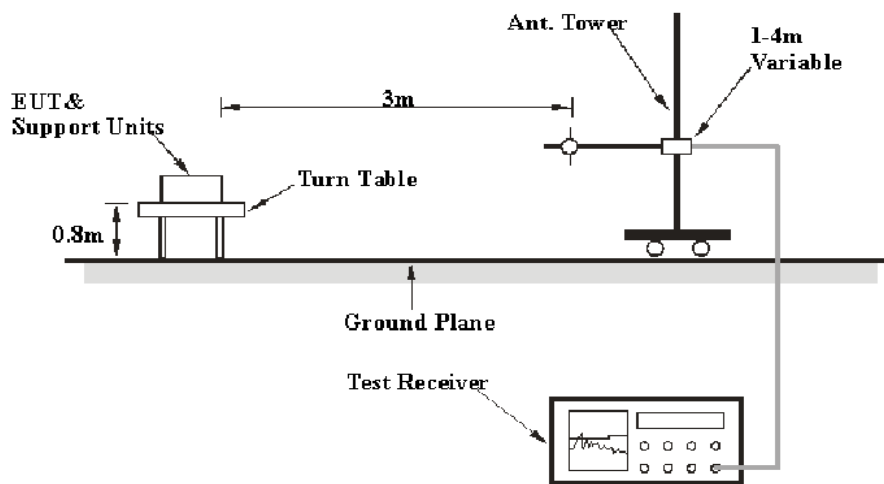 Ant. Tower
1-4m
Variable
3m
EUT&
Support Units
Turn Table
0.8m
Ground Plane
Test Receiver